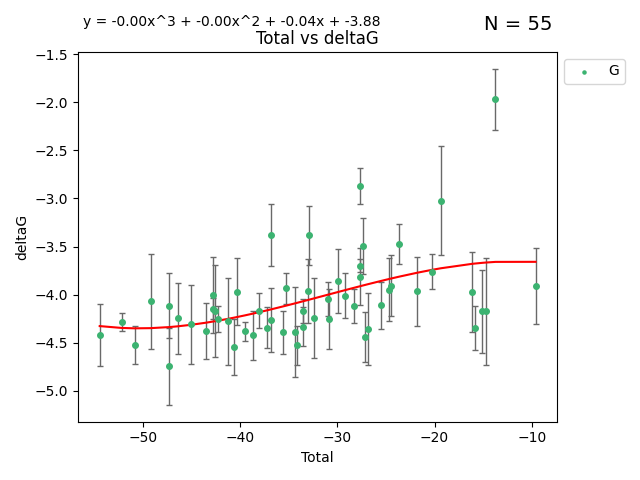 y = -0.00x^3 + -0.00x^2 + -0.04x + -3.88
N = 55
Total vs deltaG
G
deltaG
−1.5
−2.0
−2.5
−3.0
−3.5
−4.0
−4.5
−5.0
−50
−40
−30
−20
−10
Total